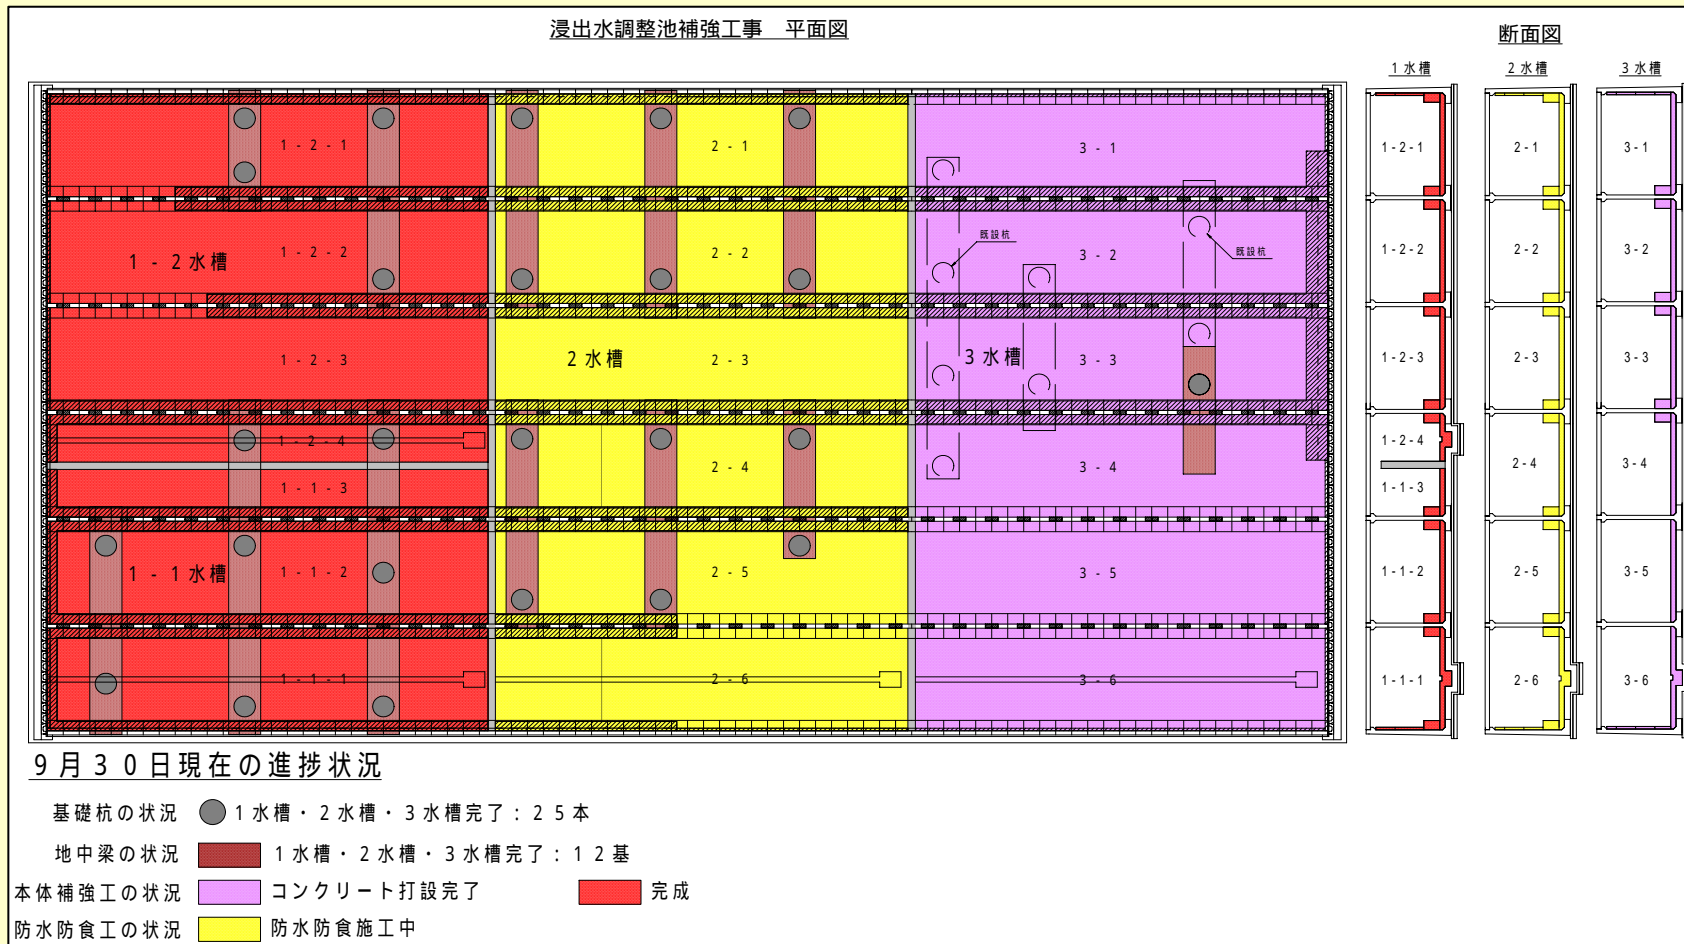 浸出水調整池補強工事　平面図
断面図
1水槽
2水槽
3水槽
1-2-1
2-1
3-1
1-2-2
1-2水槽
2-2
3-2
既設杭
既設杭
1-2-3
2水槽
2-3
3水槽
3-3
1-2-4
2-4
3-4
1-1-3
1-1水槽
1-1-2
2-5
3-5
1-1-1
2-6
3-6
1-2-1
2-1
3-1
1-2-2
2-2
3-2
1-2-3
2-3
3-3
1-2-4
2-4
3-4
1-1-3
1-1-2
2-5
3-5
1-1-1
2-6
3-6
9月30日現在の進捗状況
基礎杭の状況 1水槽・2水槽・3水槽完了：25本
地中梁の状況 1水槽・2水槽・3水槽完了：12基
本体補強工の状況 コンクリート打設完了 完成
防水防食工の状況 防水防食施工中